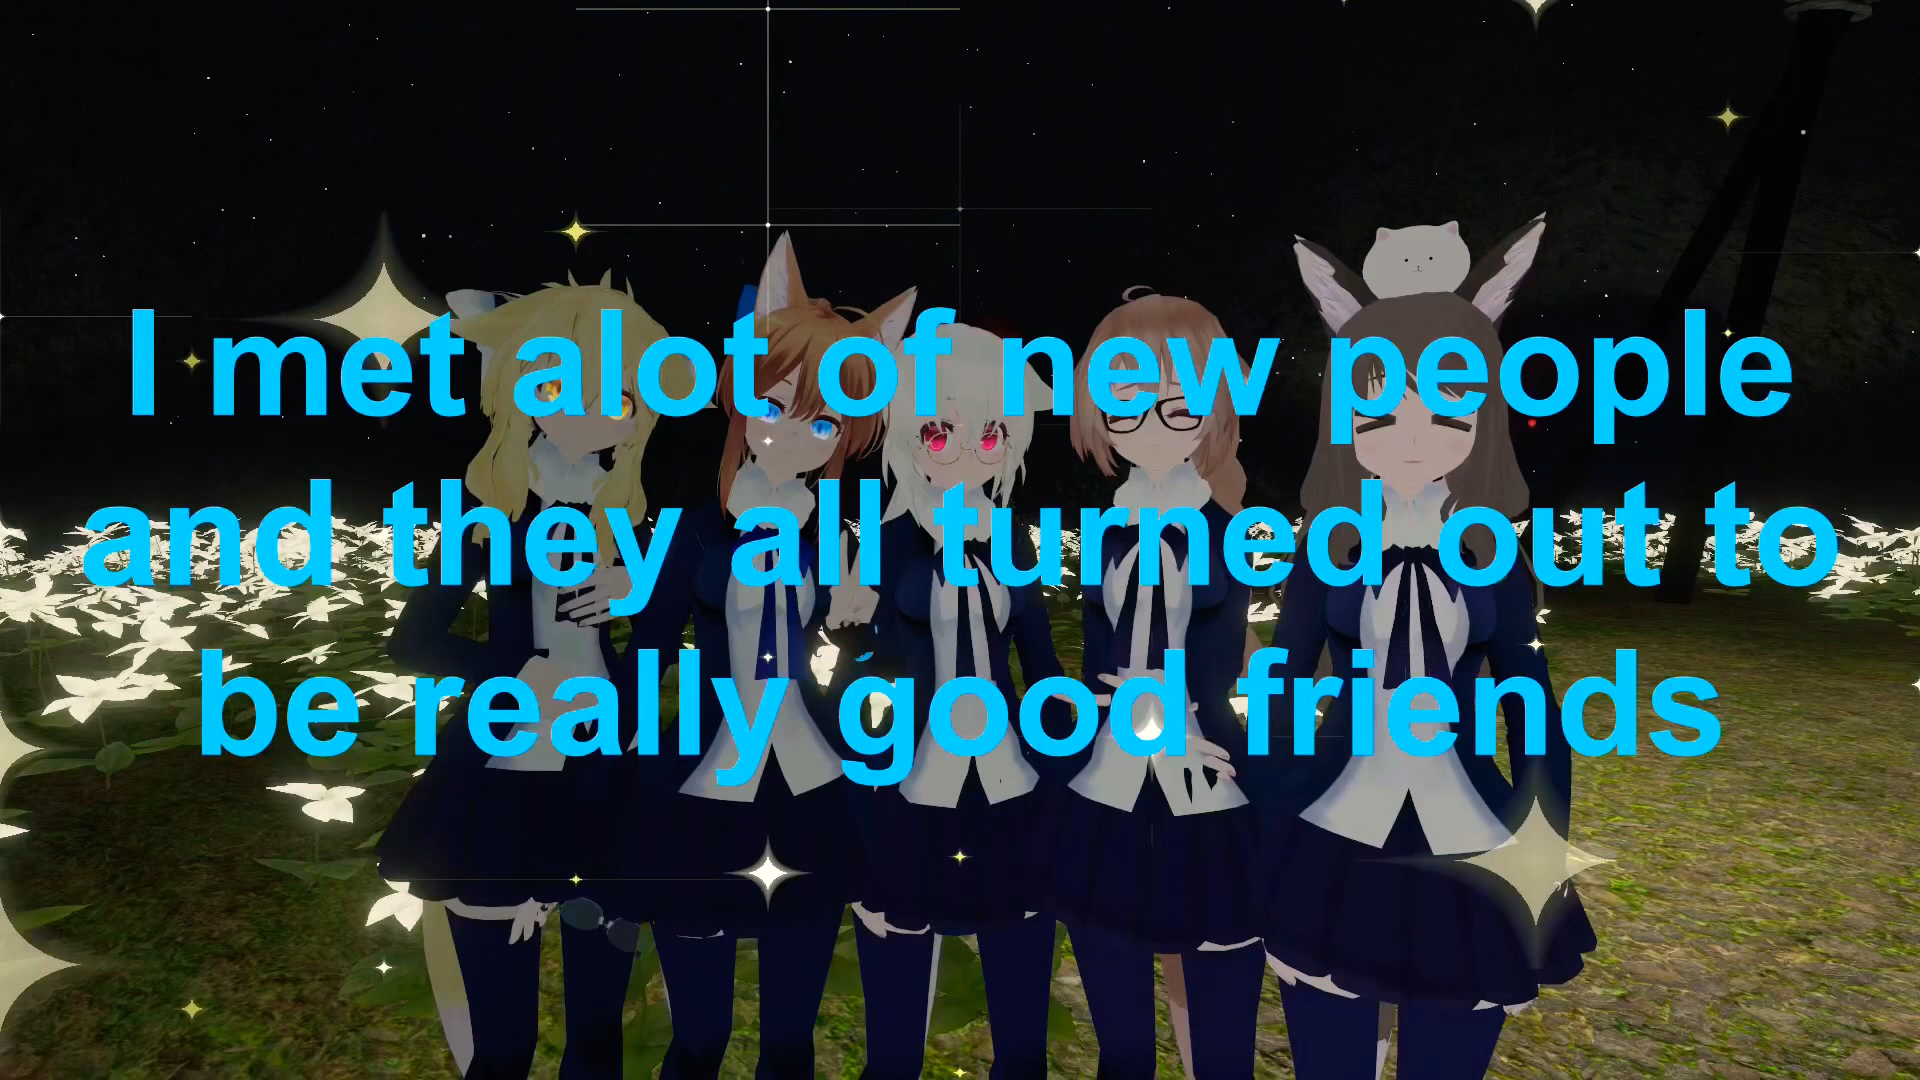 I met alot of new people
and they all turned out to
be really good friends